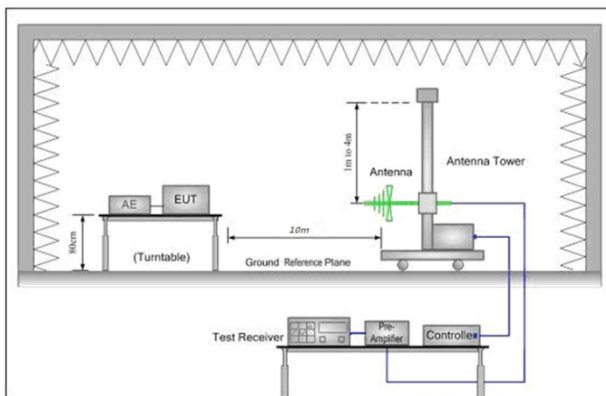 1m to 4m
Antenna
Antenna Tower
AE
EUT
80cm
(Turntable)
10m
Ground Reference Plane
Test Receiver
Pre-
Amplifier
Controller